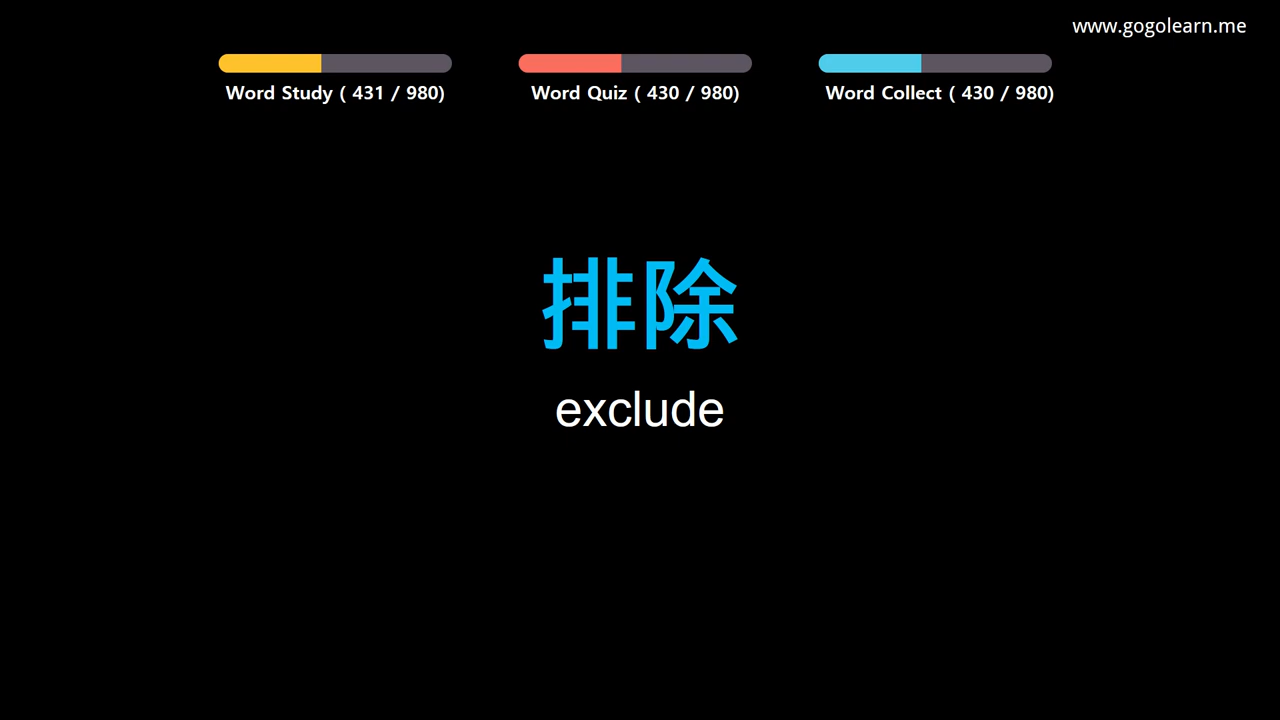 www.gogolearn.me
Word Study ( 431 / 980)
Word Quiz ( 430 / 980)
Word Collect ( 430 / 980)
排除
exclude